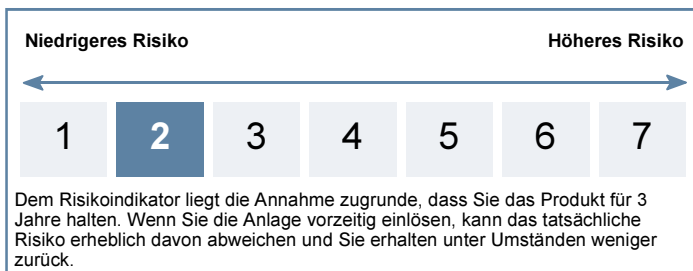 Niedrigeres Risiko Höheres Risiko
1 2 3 4 5 6 7
Dem Risikoindikator liegt die Annahme zugrunde, dass Sie das Produkt für 3
Jahre halten. Wenn Sie die Anlage vorzeitig einlösen, kann das tatsächliche
Risiko erheblich davon abweichen und Sie erhalten unter Umständen weniger
zurück.